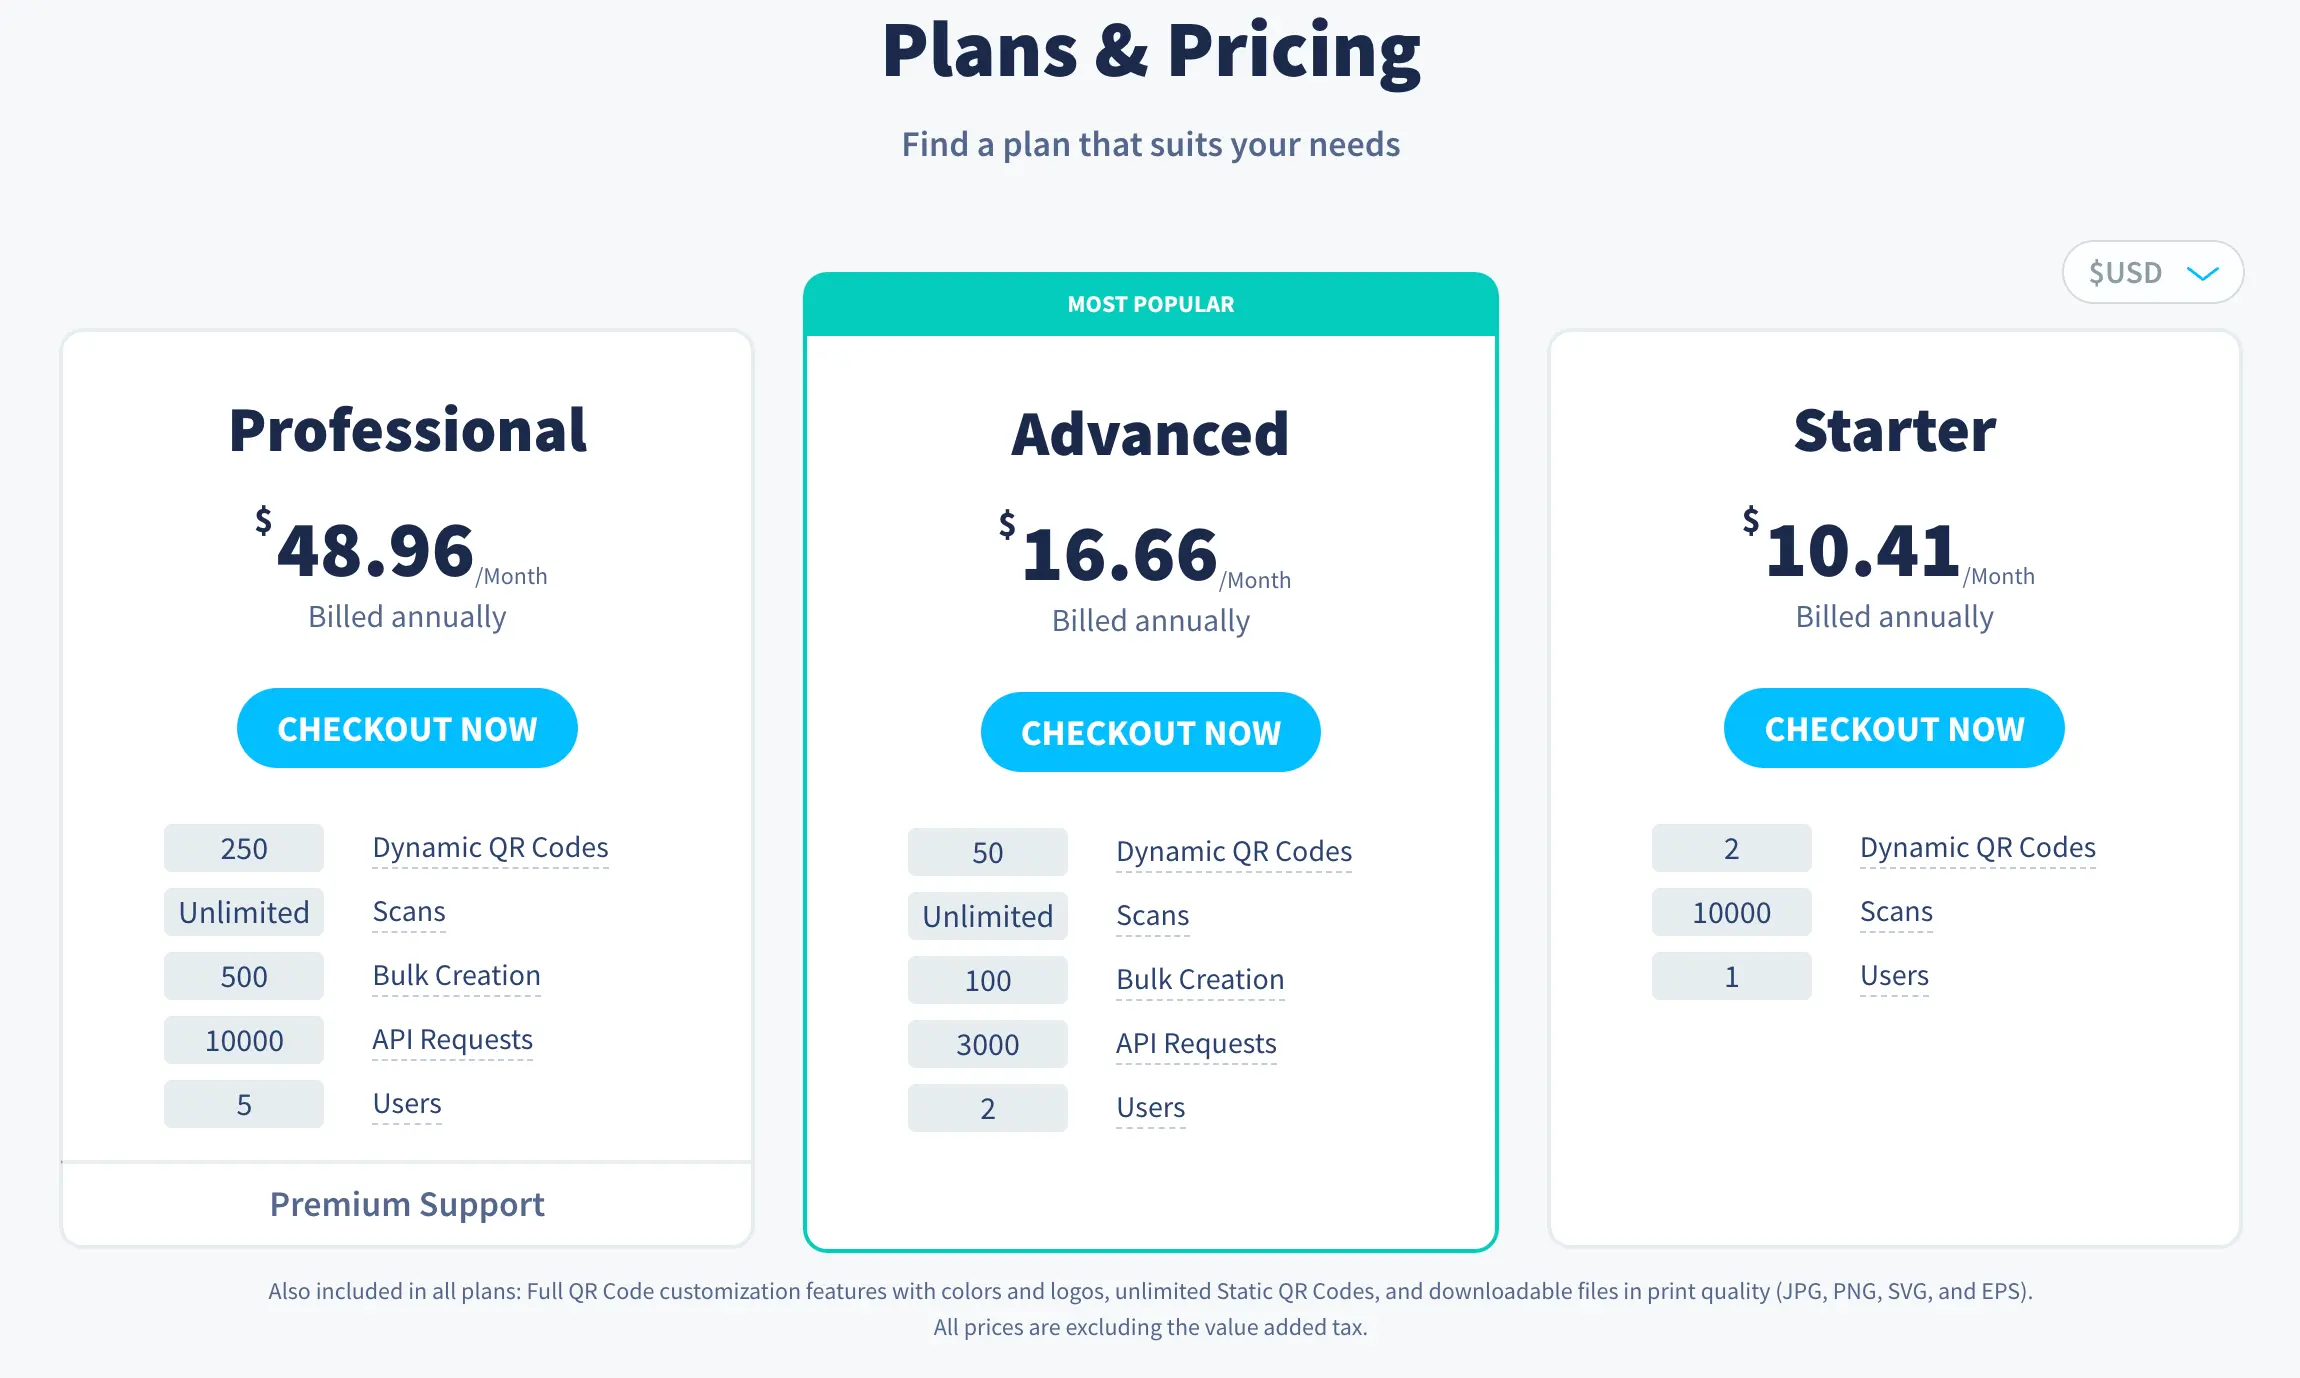 Plans & Pricing
Find a plan that suits your needs
$USD
Professional
$48.96/Month
Billed annually
CHECKOUT NOW
250 Dynamic QR Codes
Unlimited Scans
500 Bulk Creation
10000 API Requests
5 Users
Premium Support
MOST POPULAR
Advanced
$16.66/Month
Billed annually
CHECKOUT NOW
50 Dynamic QR Codes
Unlimited Scans
100 Bulk Creation
3000 API Requests
2 Users
Starter
$10.41/Month
Billed annually
CHECKOUT NOW
2 Dynamic QR Codes
10000 Scans
1 Users
Also included in all plans: Full QR Code customization features with colors and logos, unlimited Static QR Codes, and downloadable files in print quality (JPG, PNG, SVG, and EPS).
All prices are excluding the value added tax.